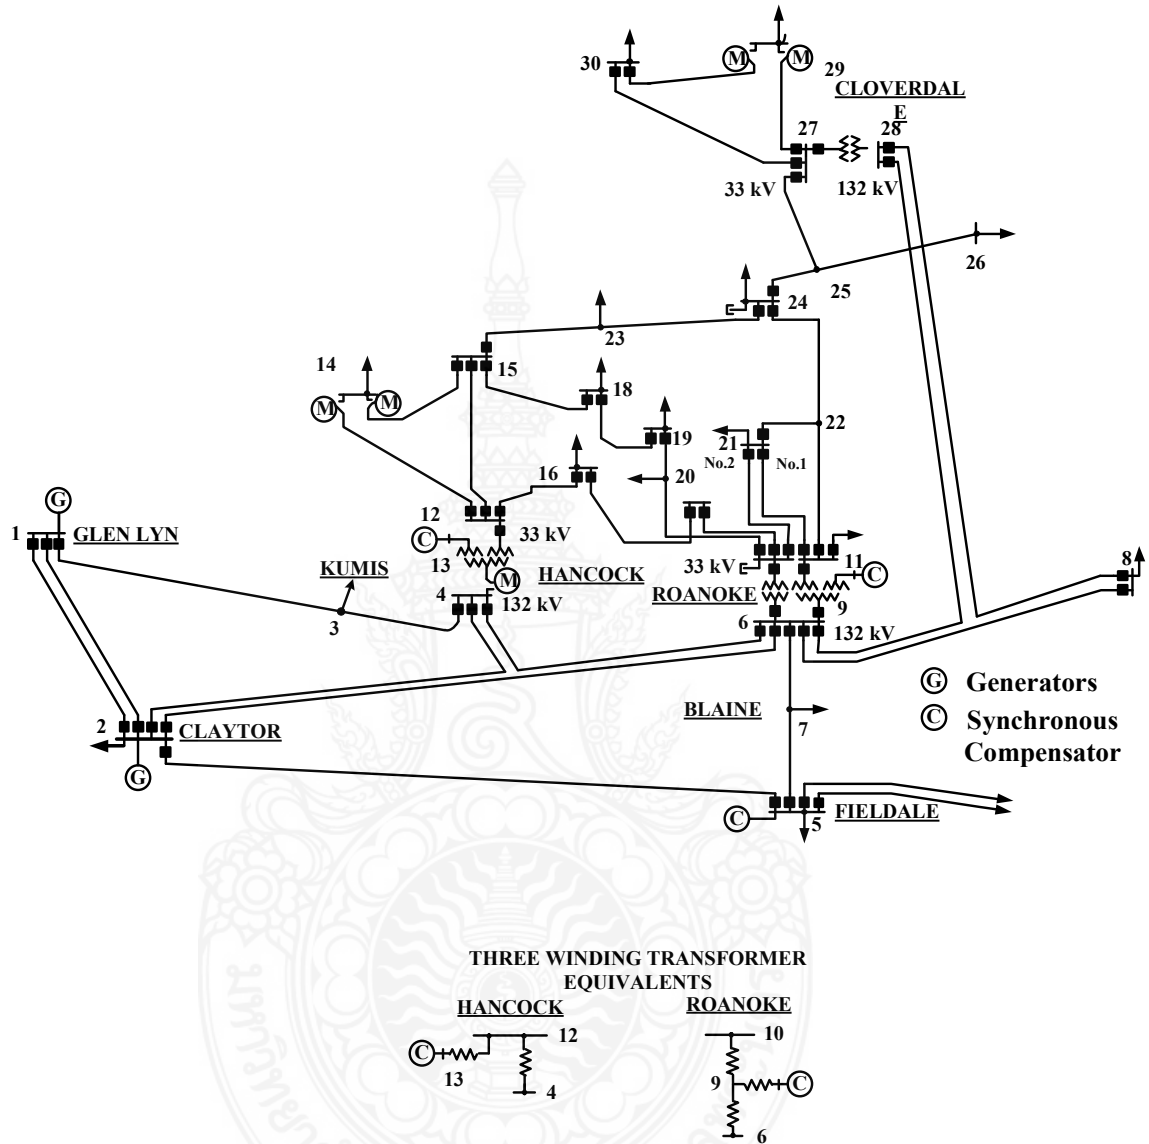 30
M
M
29
CLOVERDAL
E
27
28
33 kV
132 kV
26
25
24
23
14
15
M
M
18
19
22
21
No.2
No.1
20
16
12
33 kV
G
1
GLEN LYN
C
13
HANCOCK
KUMIS
M
4
132 kV
3
33 kV
11
C
ROANOKE
9
8
6
132 kV
G Generators
C Synchronous
Compensator
BLAINE
7
2
CLAYTOR
G
C
5
FIELDALE
THREE WINDING TRANSFORMER
EQUIVALENTS
HANCOCK
ROANOKE
12
10
C
13
4
9
C
6